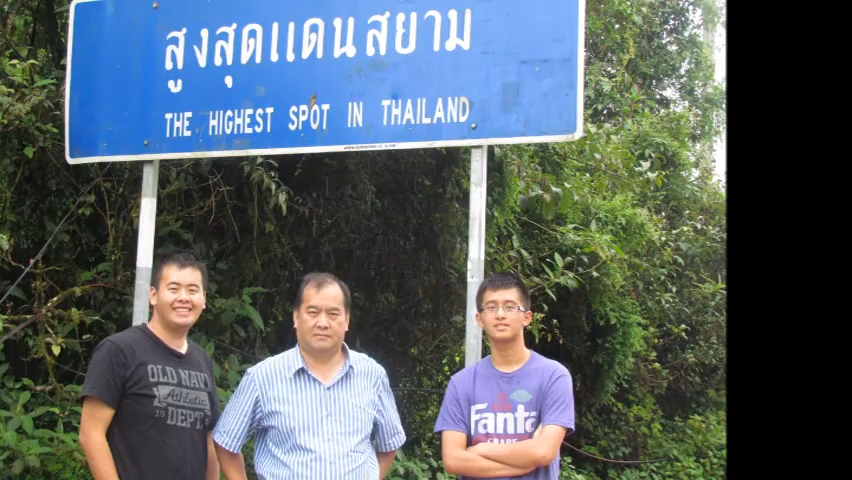 สูงสุดแดนสยาม
THE HIGHEST SPOT IN THAILAND
OLD NAVY
Athletic
DEPT.
Fanta
GRAPE